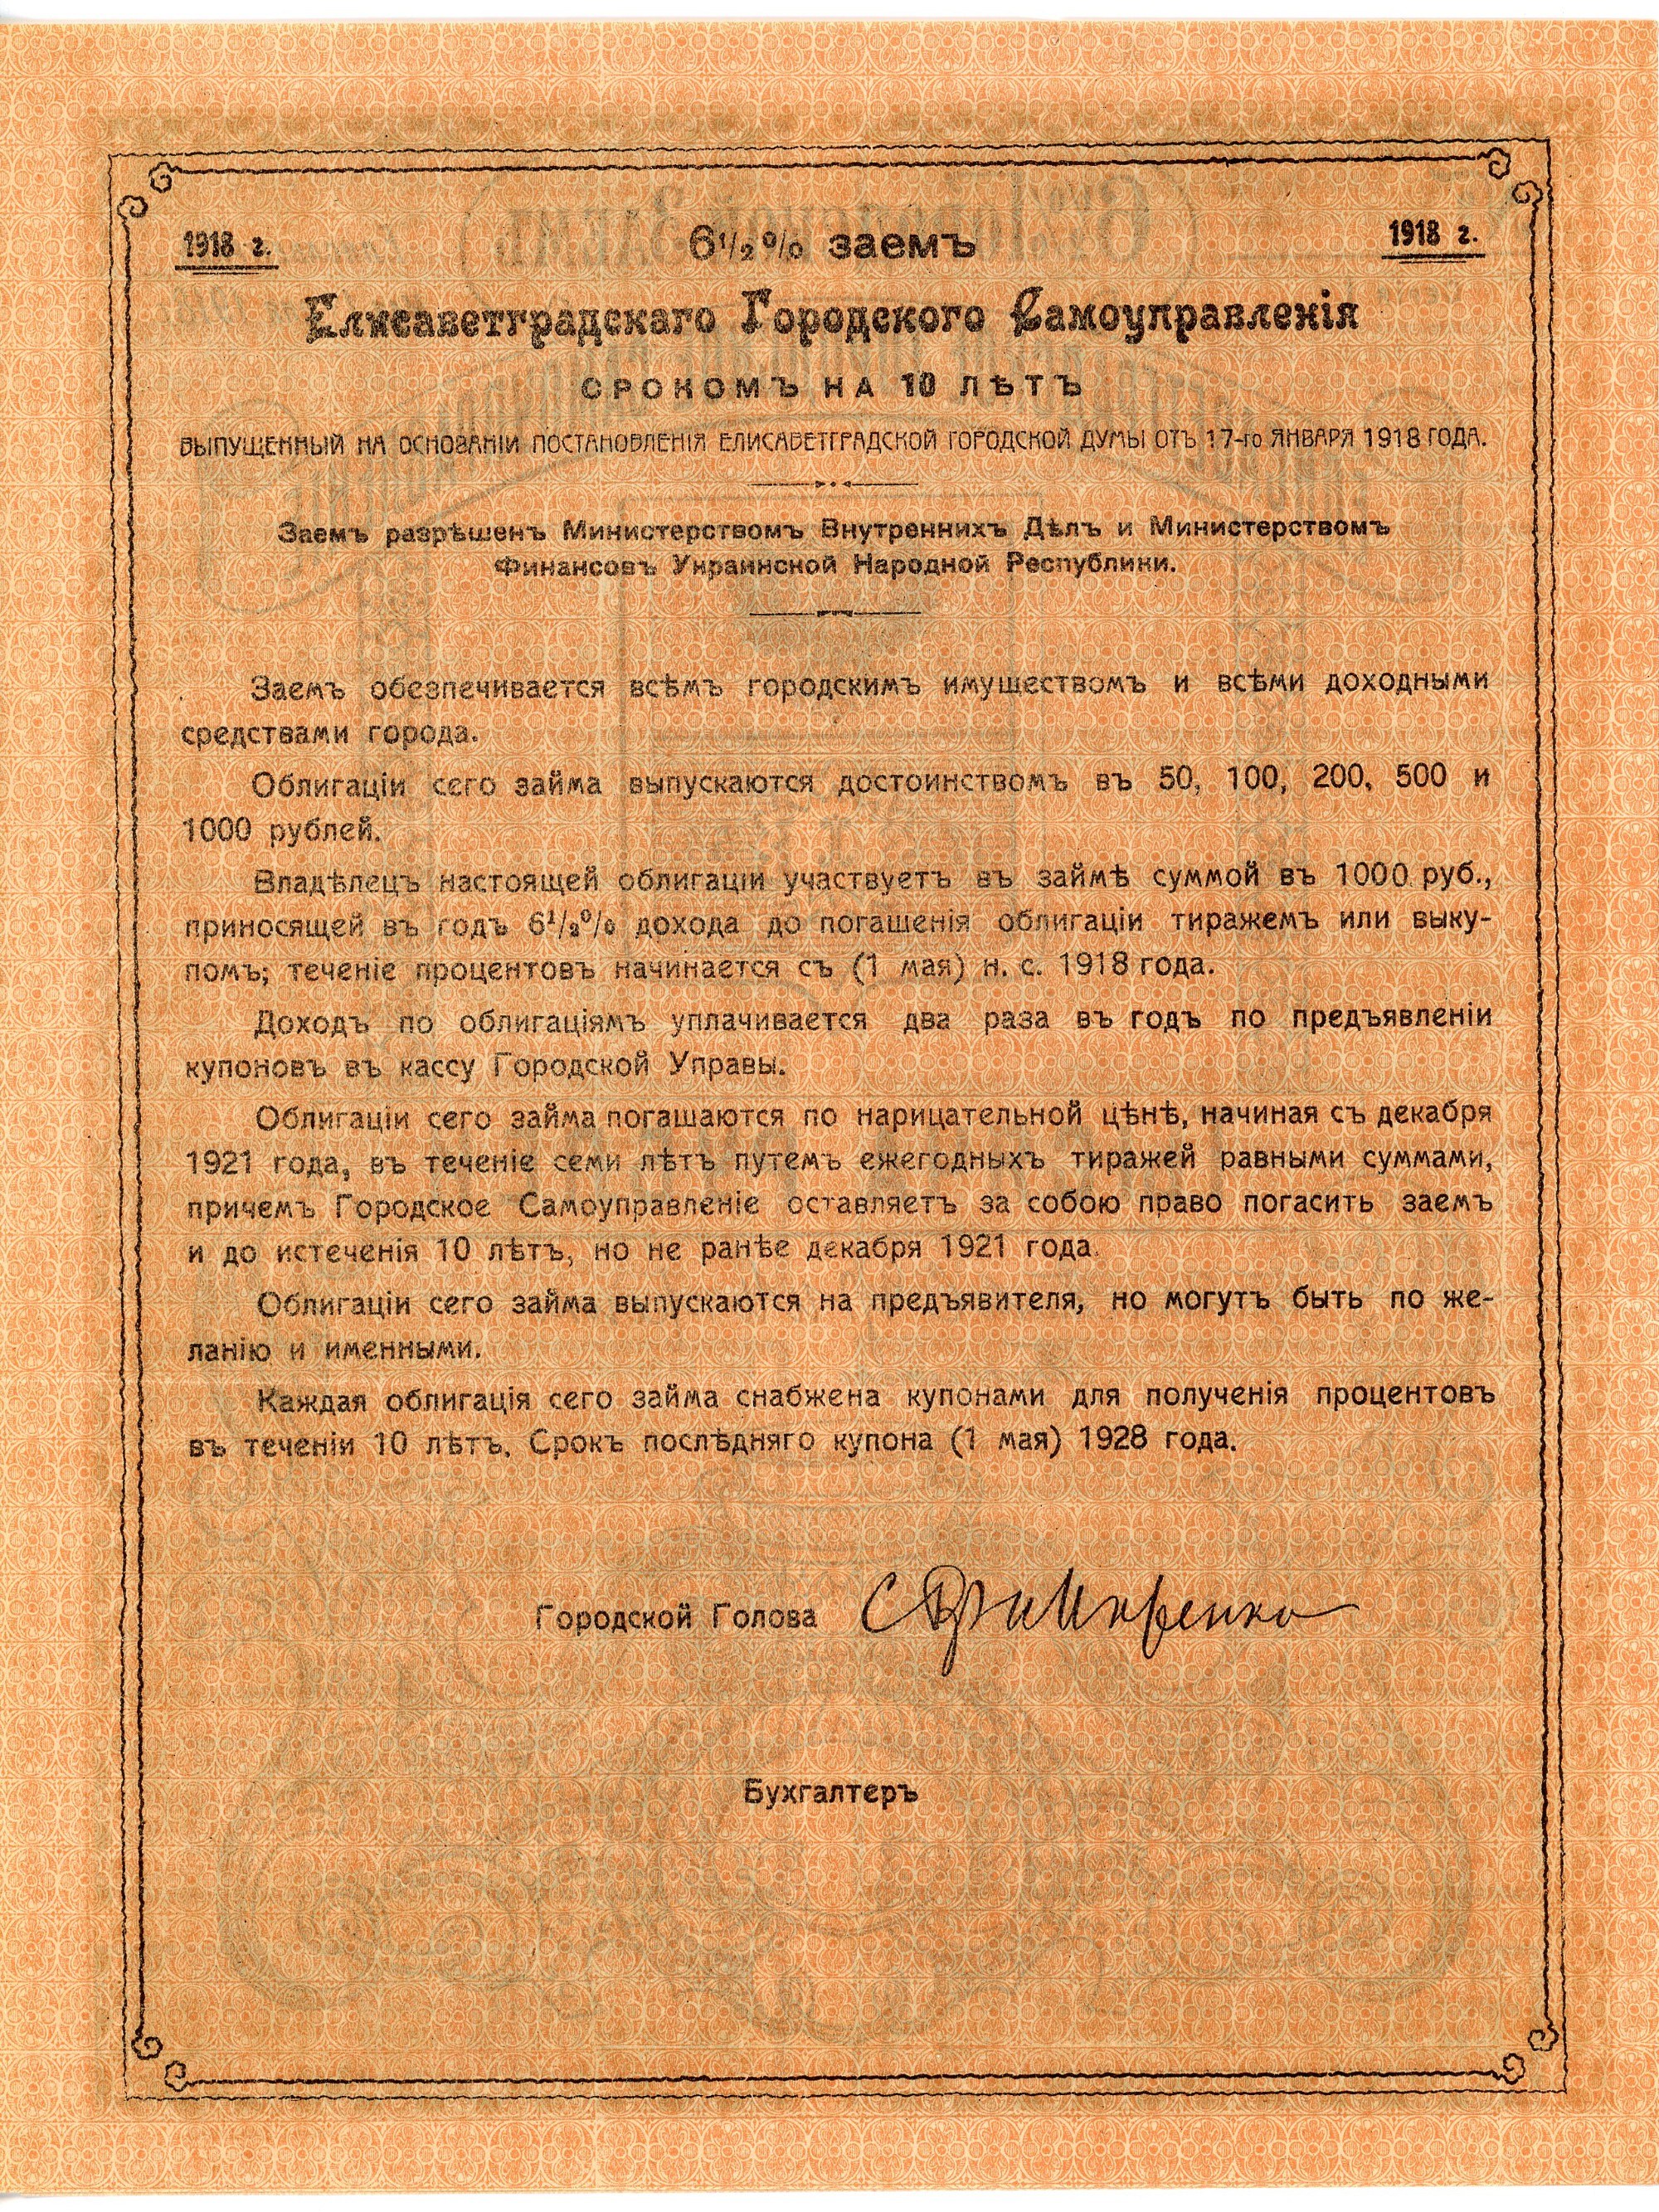 1918 г. 6 1/2 % заемъ 1918 г.
Елисаветградскаго Городского Самоуправленія
СРОКОМЪ НА 10 ЛѢТЪ
ВЫПУЩЕННЫЙ НА ОСНОВАНІИ ПОСТАНОВЛЕНІЯ ЕЛИСАВЕТГРАДСКОЙ ГОРОДСКОЙ ДУМЫ ОТЪ 17-го ЯНВАРЯ 1918 ГОДА.
Заемъ разрѣшенъ Министерствомъ Внутреннихъ Дѣлъ и Министерствомъ
Финансовъ Украинской Народной Республики.
Заемъ обезпечивается всѣмъ городскимъ имуществомъ и всѣми доходными
средствами города.
Облигаціи сего займа выпускаются достоинствомъ въ 50, 100, 200, 500 и
1000 рублей.
Владѣлецъ настоящей облигаціи участвуетъ въ займѣ суммой въ 1000 руб.,
приносящей въ годъ 6 1/2 % дохода до погашенія облигаціи тиражемъ или выку-
помъ; теченіе процентовъ начинается съ (1 мая) н. с. 1918 года.
Доходъ по облигаціямъ уплачивается два раза въ годъ по предъявленіи
купоновъ въ кассу Городской Управы.
Облигаціи сего займа погашаются по нарицательной цѣнѣ, начиная съ декабря
1921 года, въ теченіе семи лѣтъ путемъ ежегодныхъ тиражей равными суммами,
причемъ Городское Самоуправленіе оставляетъ за собою право погасить заемъ
и до истеченія 10 лѣтъ, но не ранѣе декабря 1921 года.
Облигаціи сего займа выпускаются на предъявителя, но могутъ быть по же-
ланію и именными.
Каждая облигація сего займа снабжена купонами для полученія процентовъ
въ теченіи 10 лѣтъ. Срокъ послѣдняго купона (1 мая) 1928 года.
Городской Голова
Бухгалтеръ